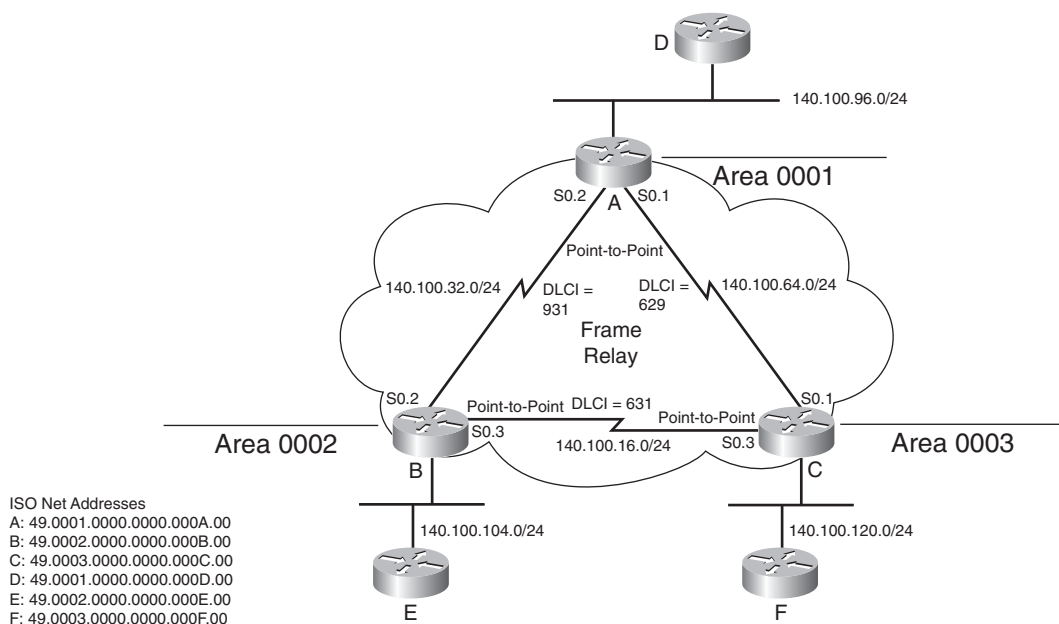 D
140.100.96.0/24
Area 0001
S0.2
A
S0.1
Point-to-Point
140.100.32.0/24
DLCI =
931
DLCI =
629
140.100.64.0/24
Frame
Relay
S0.2
S0.1
Point-to-Point
DLCI = 631
Point-to-Point
Area 0002
S0.3
140.100.16.0/24
S0.3
Area 0003
B
C
ISO Net Addresses
A: 49.0001.0000.0000.000A.00
B: 49.0002.0000.0000.000B.00
C: 49.0003.0000.0000.000C.00
D: 49.0001.0000.0000.000D.00
E: 49.0002.0000.0000.000E.00
F: 49.0003.0000.0000.000F.00
140.100.104.0/24
140.100.120.0/24
E
F